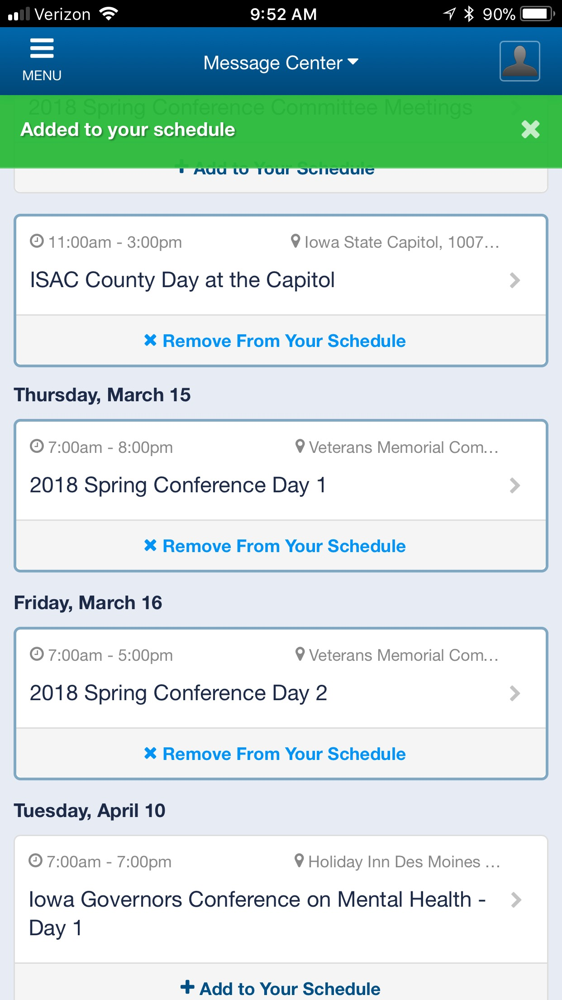 Verizon 9:52 AM 90%
MENU Message Center
2018 Spring Conference Committee Meetings
Added to your schedule
Add to Your Schedule
11:00am - 3:00pm Iowa State Capitol, 1007...
ISAC County Day at the Capitol
Remove From Your Schedule
Thursday, March 15
7:00am - 8:00pm Veterans Memorial Com...
2018 Spring Conference Day 1
Remove From Your Schedule
Friday, March 16
7:00am - 5:00pm Veterans Memorial Com...
2018 Spring Conference Day 2
Remove From Your Schedule
Tuesday, April 10
7:00am - 7:00pm Holiday Inn Des Moines ...
Iowa Governors Conference on Mental Health -
Day 1
Add to Your Schedule